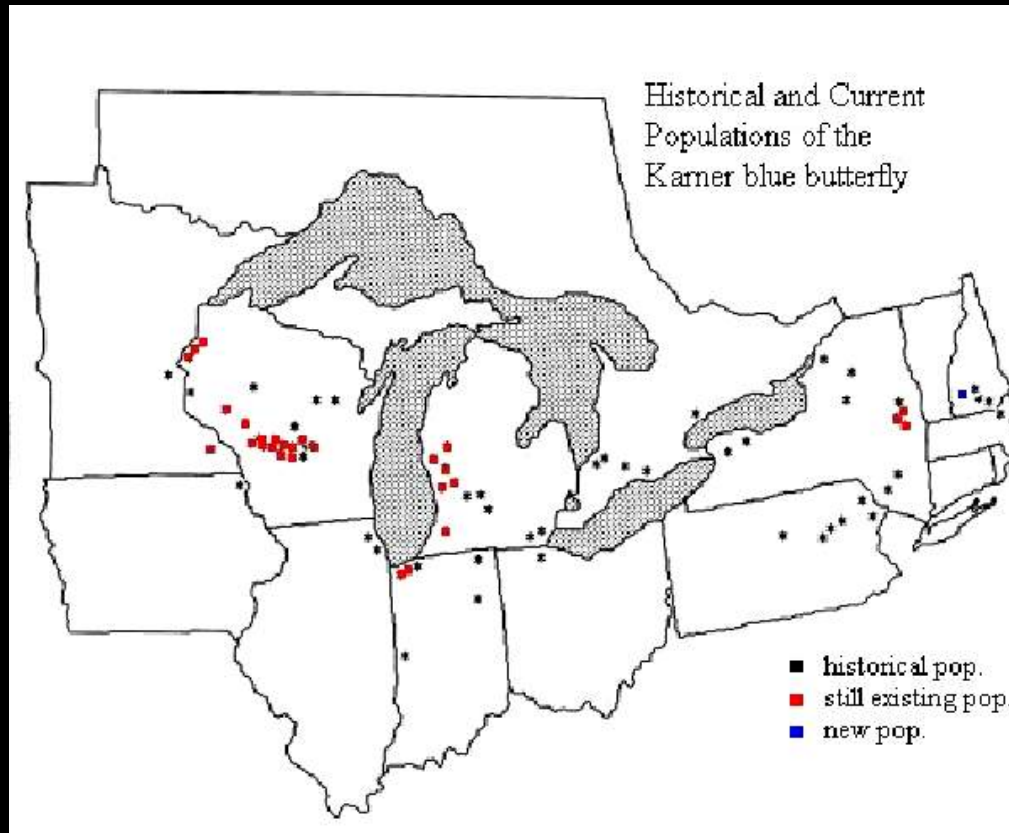 Historical and Current
Populations of the
Karner blue butterfly
historical pop.
still existing pop.
new pop.